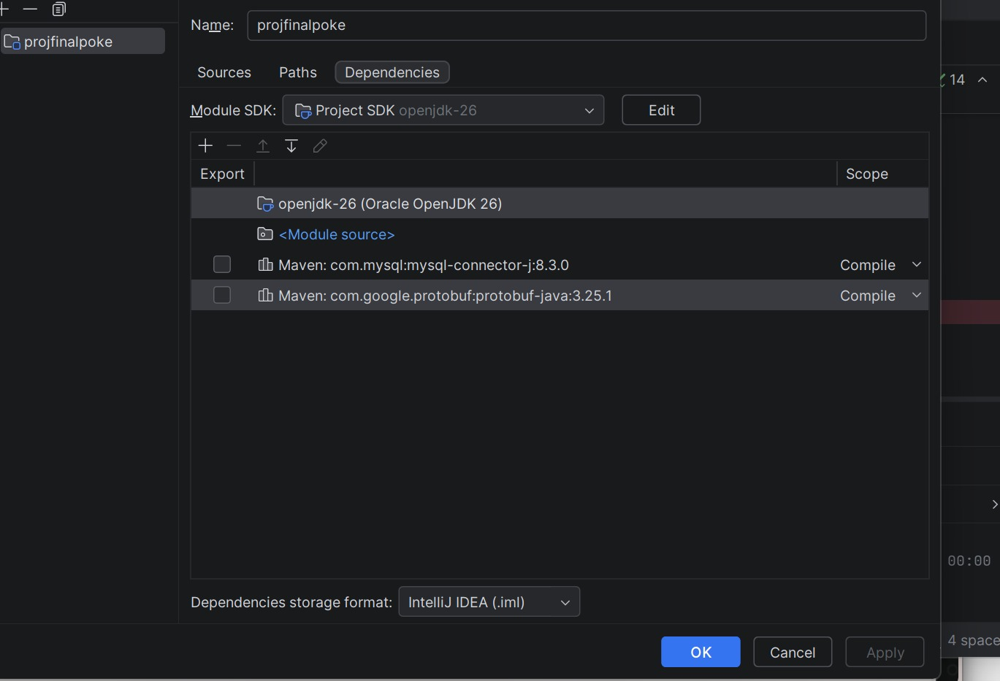 projfinalpoke
Name: projfinalpoke
Sources Paths Dependencies
14
Module SDK: Project SDK openjdk-26 Edit
Export Scope
openjdk-26 (Oracle OpenJDK 26)
<Module source>
Maven: com.mysql:mysql-connector-j:8.3.0 Compile
Maven: com.google.protobuf:protobuf-java:3.25.1 Compile
00:00
Dependencies storage format: IntelliJ IDEA (.iml)
4 space
OK Cancel Apply